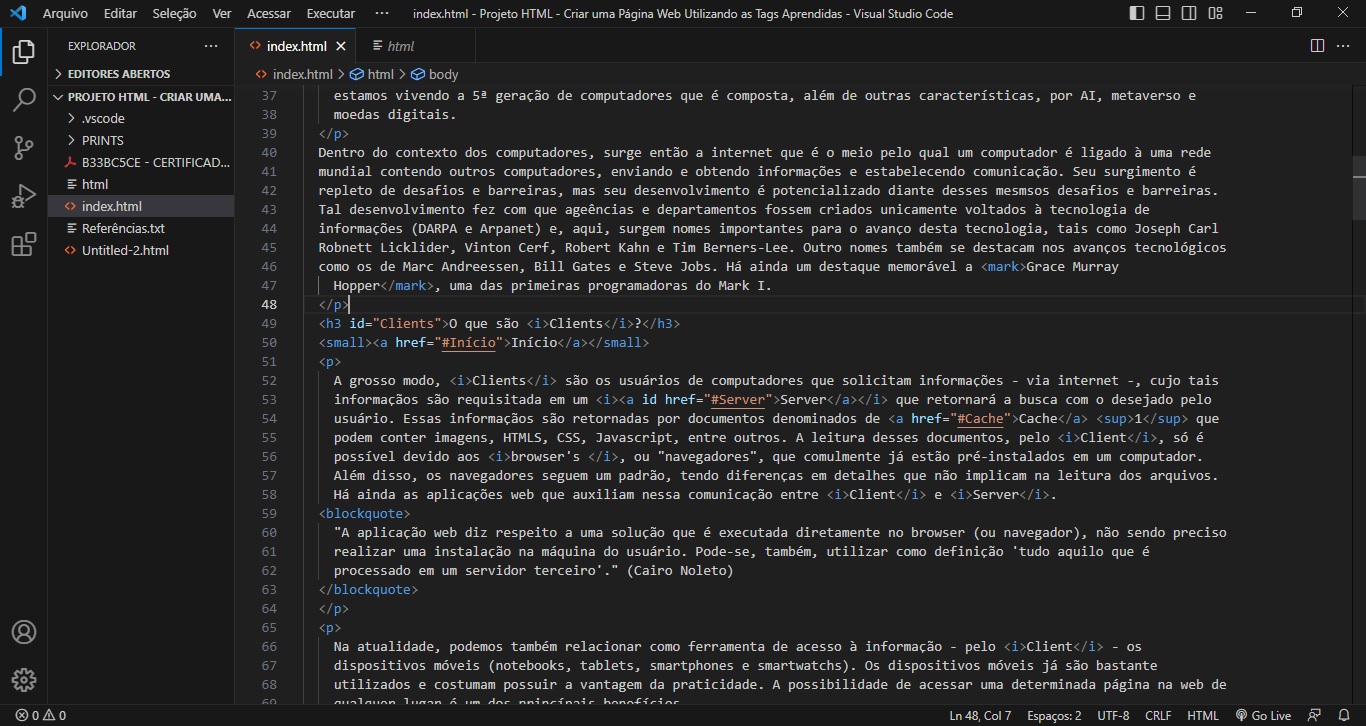 Arquivo Editar Seleção Ver Acessar Executar ··· index.html - Projeto HTML - Criar uma Página Web Utilizando as Tags Aprendidas - Visual Studio Code
EXPLORADOR ···
EDITORES ABERTOS
PROJETO HTML - CRIAR UMA...
.vscode
PRINTS
B33BC5CE - CERTIFICAD...
html
index.html
Referências.txt
Untitled-2.html
index.html html
index.html > html > body
37 estamos vivendo a 5ª geração de computadores que é composta, além de outras características, por AI, metaverso e
38 moedas digitais.
39 </p>
40 Dentro do contexto dos computadores, surge então a internet que é o meio pelo qual um computador é ligado à uma rede
41 mundial contendo outros computadores, enviando e obtendo informações e estabelecendo comunicação. Seu surgimento é
42 repleto de desafios e barreiras, mas seu desenvolvimento é potencializado diante desses mesmsos desafios e barreiras.
43 Tal desenvolvimento fez com que ageências e departamentos fossem criados unicamente voltados à tecnologia de
44 informações (DARPA e Arpanet) e, aqui, surgem nomes importantes para o avanço desta tecnologia, tais como Joseph Carl
45 Robnett Licklider, Vinton Cerf, Robert Kahn e Tim Berners-Lee. Outro nomes também se destacam nos avanços tecnológicos
46 como os de Marc Andreessen, Bill Gates e Steve Jobs. Há ainda um destaque memorável a <mark>Grace Murray
47 Hopper</mark>, uma das primeiras programadoras do Mark I.
48 </p>
49 <h3 id="Clients">O que são <i>Clients</i>?</h3>
50 <small><a href="#Início">Início</a></small>
51 <p>
52 A grosso modo, <i>Clients</i> são os usuários de computadores que solicitam informações - via internet -, cujo tais
53 informações são requisitada em um <i><a id href="#Server">Server</a></i> que retornará a busca com o desejado pelo
54 usuário. Essas informações são retornadas por documentos denominados de <a href="#Cache">Cache</a> <sup>1</sup> que
55 podem conter imagens, HTMLS, CSS, Javascript, entre outros. A leitura desses documentos, pelo <i>Client</i>, só é
56 possível devido aos <i>browser's </i>, ou "navegadores", que comulmente já estão pré-instalados em um computador.
57 Além disso, os navegadores seguem um padrão, tendo diferenças em detalhes que não implicam na leitura dos arquivos.
58 Há ainda as aplicações web que auxiliam nessa comunicação entre <i>Client</i> e <i>Server</i>.
59 <blockquote>
60 "A aplicação web diz respeito a uma solução que é executada diretamente no browser (ou navegador), não sendo preciso
61 realizar uma instalação na máquina do usuário. Pode-se, também, utilizar como definição 'tudo aquilo que é
62 processado em um servidor terceiro'." (Cairo Noleto)
63 </blockquote>
64 </p>
65 <p>
66 Na atualidade, podemos também relacionar como ferramenta de acesso à informação - pelo <i>Client</i> - os
67 dispositivos móveis (notebooks, tablets, smartphones e smartwatchs). Os dispositivos móveis já são bastante
68 utilizados e costumam possuir a vantagem da praticidade. A possibilidade de acessar uma determinada página na web de
69 qualquer lugar é um dos princípais benefícios.
0 0 Ln 48, Col 7 Espaços: 2 UTF-8 CRLF HTML Go Live